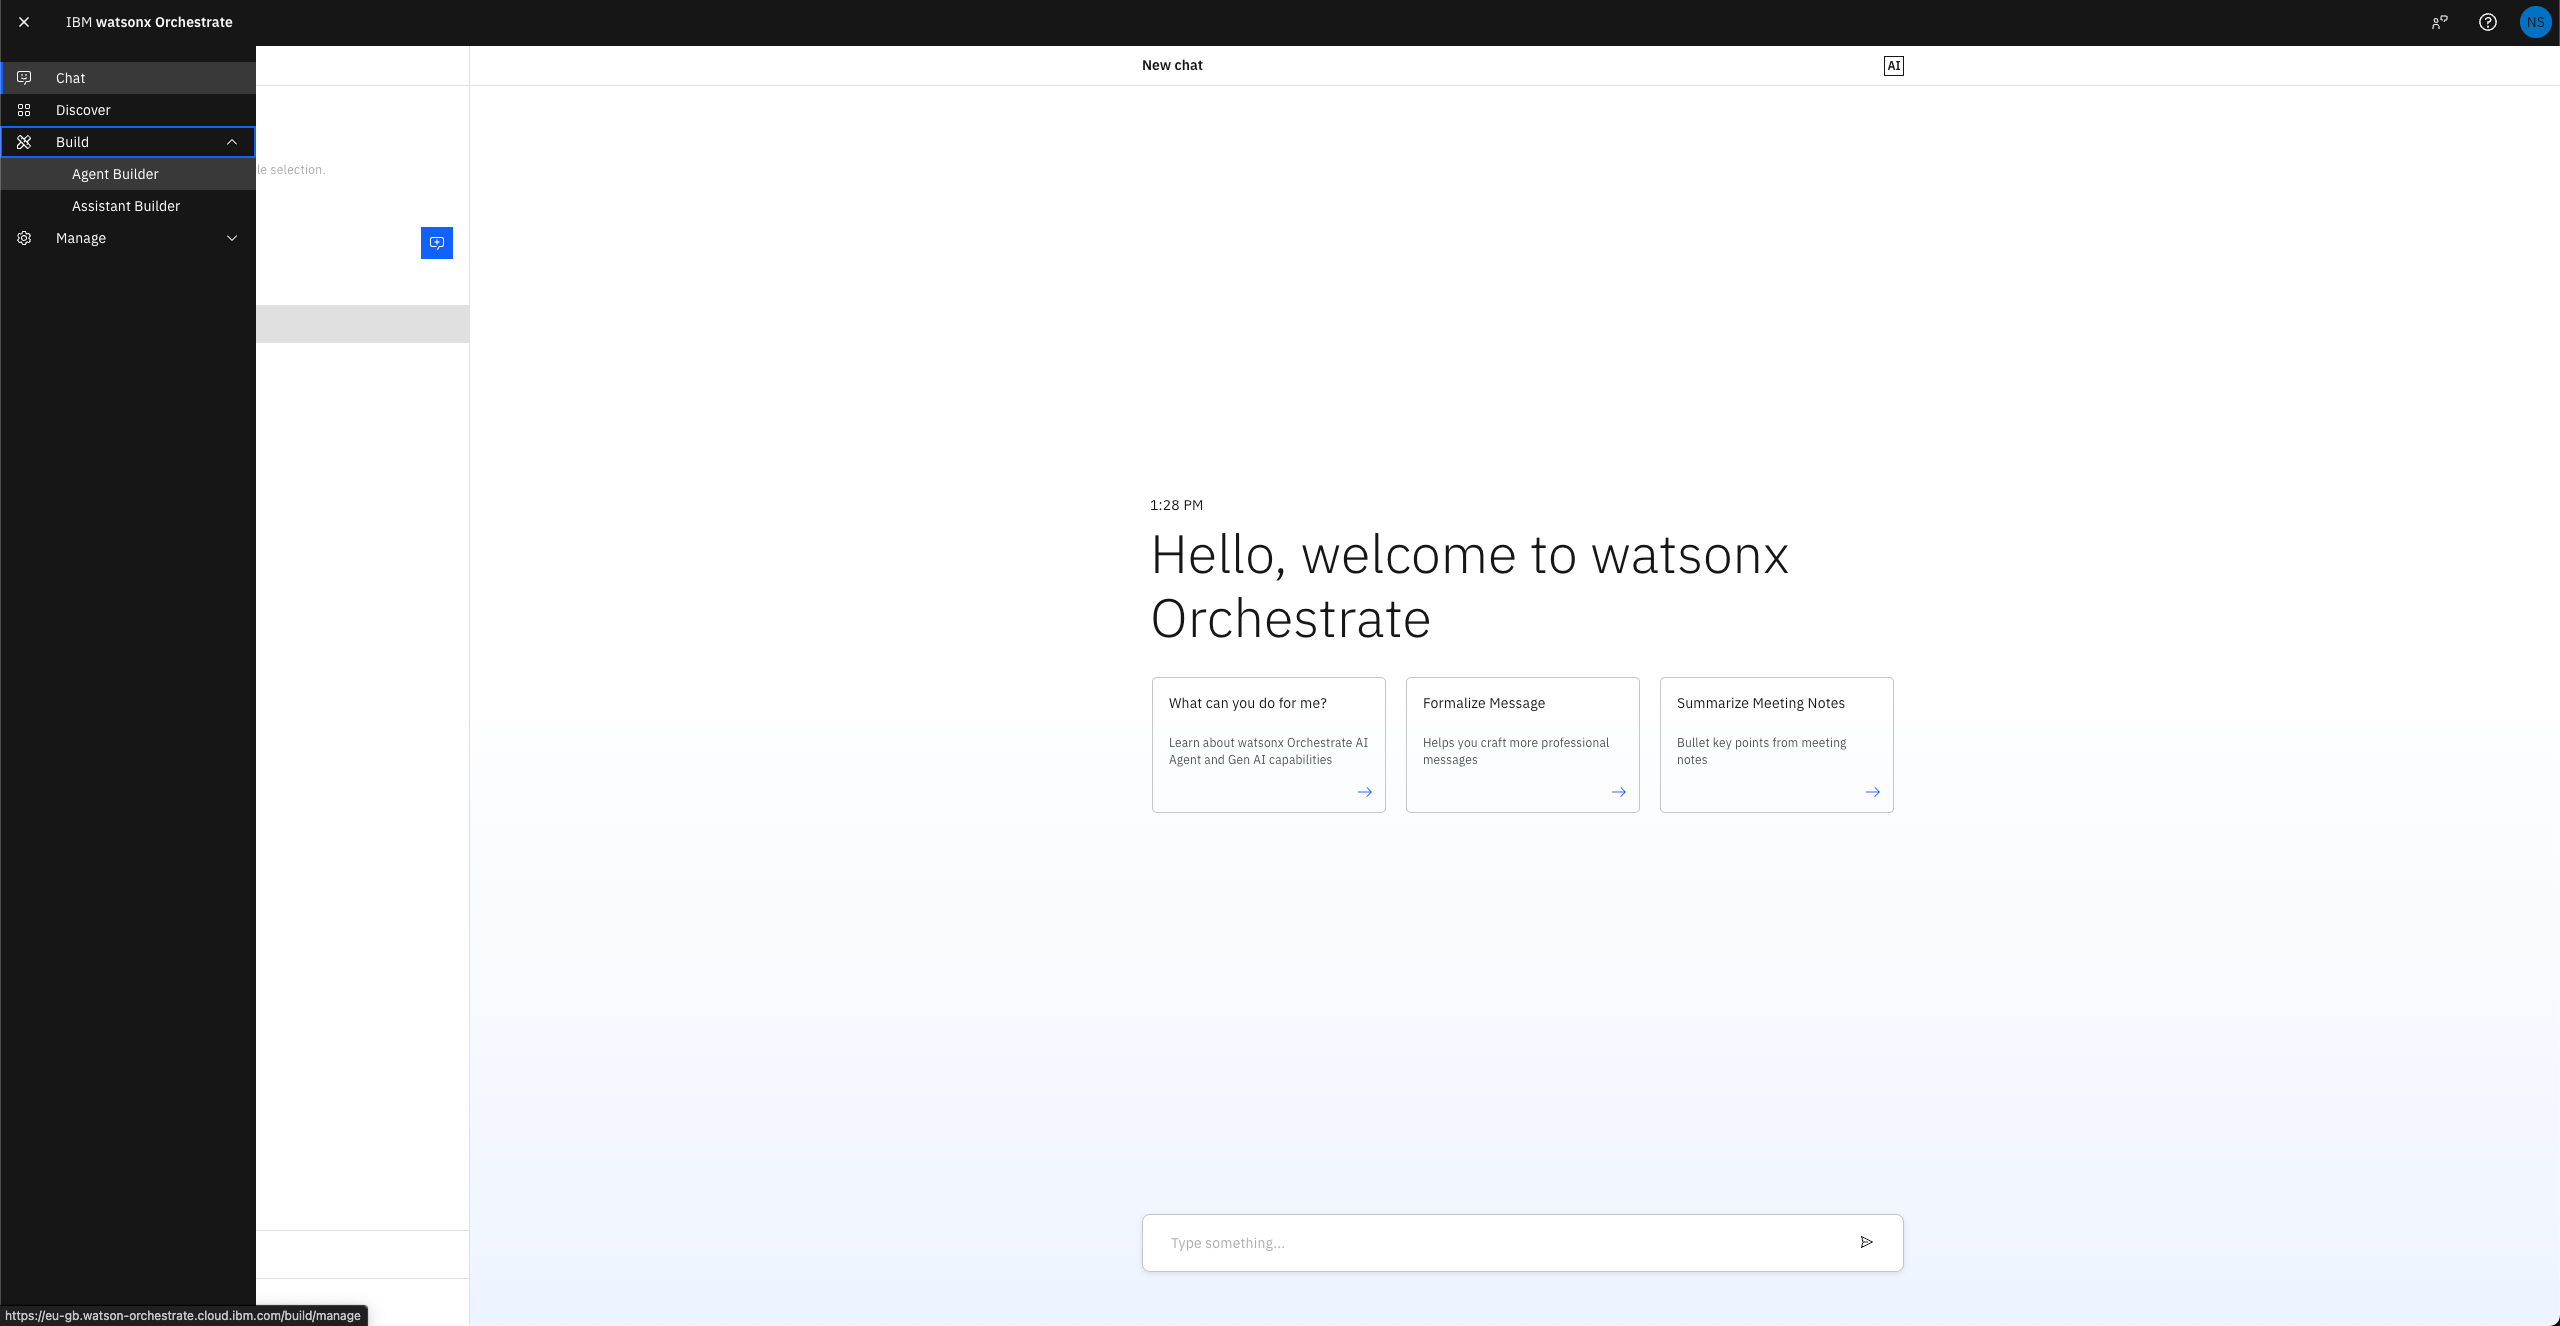 IBM watsonx Orchestrate
NS
Chat
Discover
Build
Agent Builder
Assistant Builder
Manage
le selection.
New chat
AI
1:28 PM
Hello, welcome to watsonx
Orchestrate
What can you do for me?
Learn about watsonx Orchestrate AI
Agent and Gen AI capabilities
Formalize Message
Helps you craft more professional
messages
Summarize Meeting Notes
Bullet key points from meeting
notes
Type something...
https://eu-gb.watson-orchestrate.cloud.ibm.com/build/manage